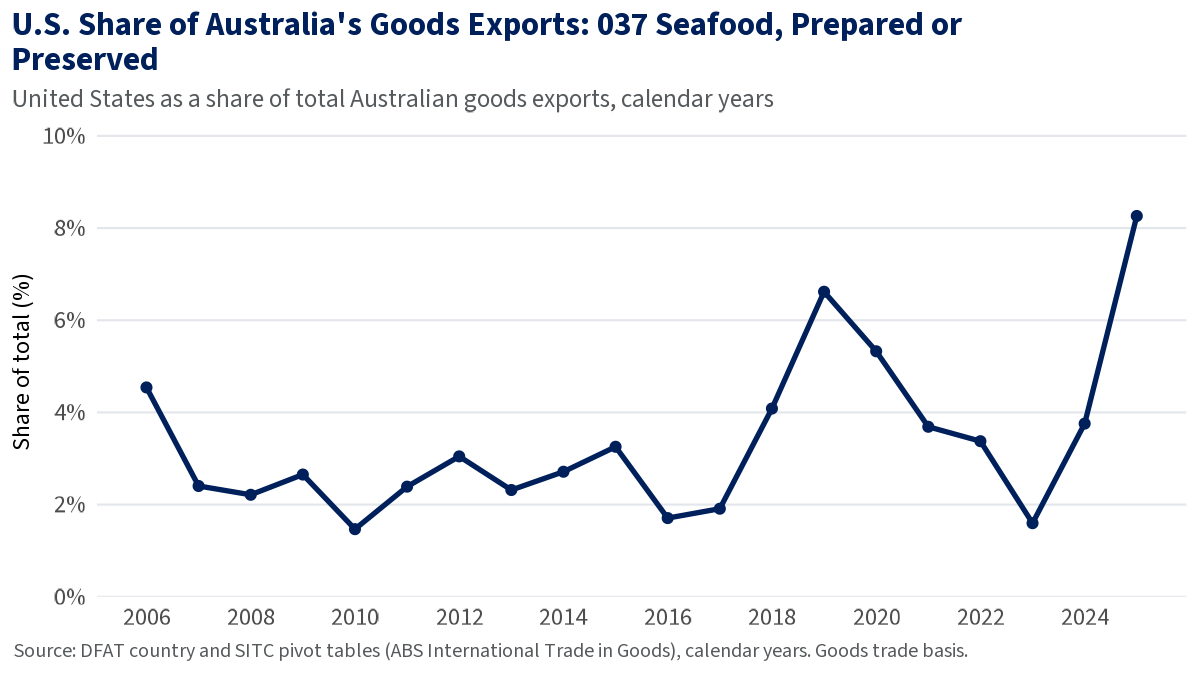 U.S. Share of Australia's Goods Exports: 037 Seafood, Prepared or
Preserved
United States as a share of total Australian goods exports, calendar years
10%
8%
6%
4%
2%
0%
Share of total (%)
2006 2008 2010 2012 2014 2016 2018 2020 2022 2024
Source: DFAT country and SITC pivot tables (ABS International Trade in Goods), calendar years. Goods trade basis.